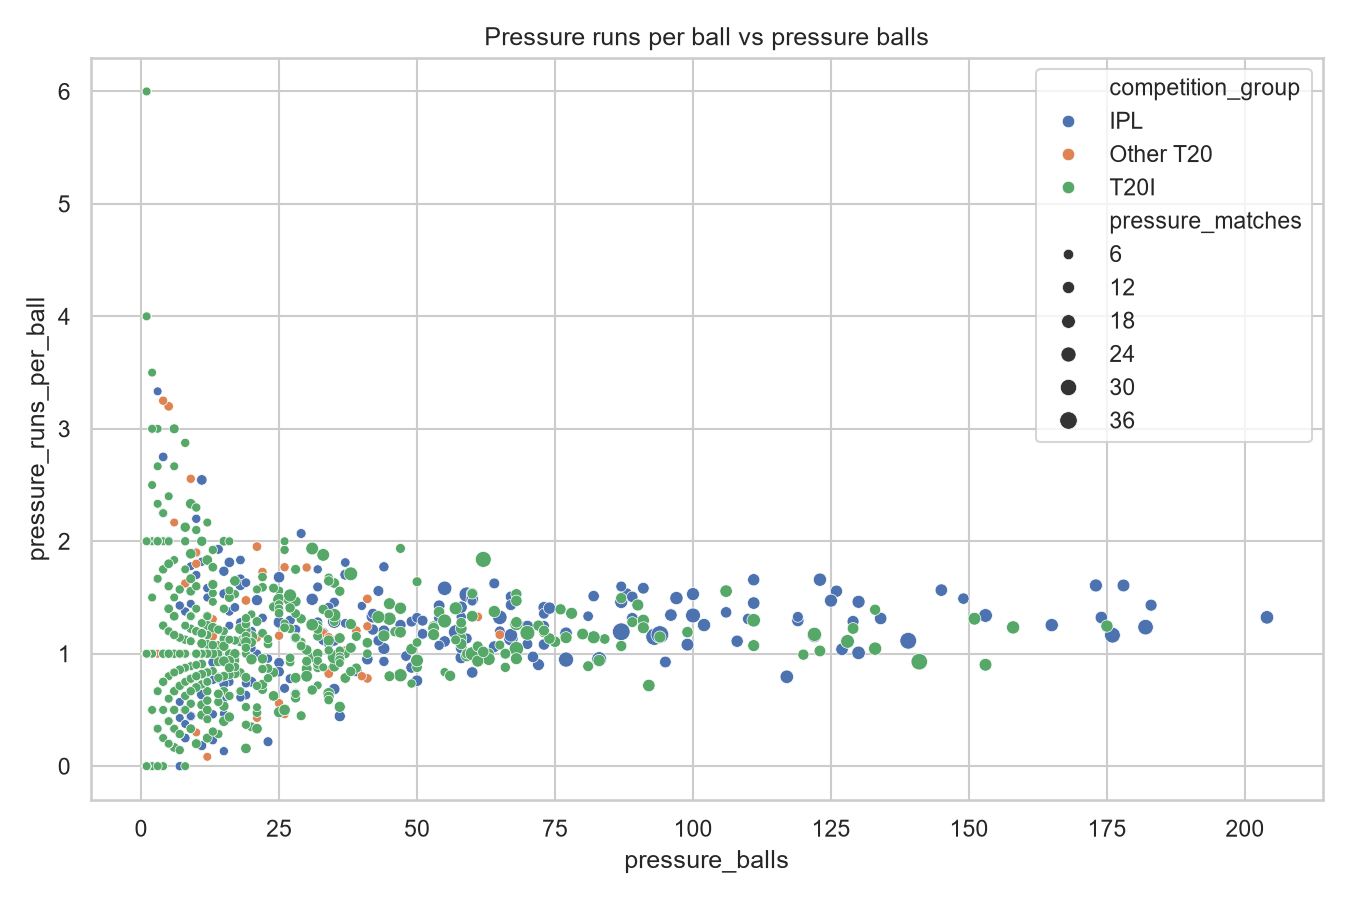 Pressure runs per ball vs pressure balls
competition_group
IPL
Other T20
T20I
pressure_matches
6
12
18
24
30
36
6
5
4
3
2
1
0
pressure_runs_per_ball
0 25 50 75 100 125 150 175 200
pressure_balls